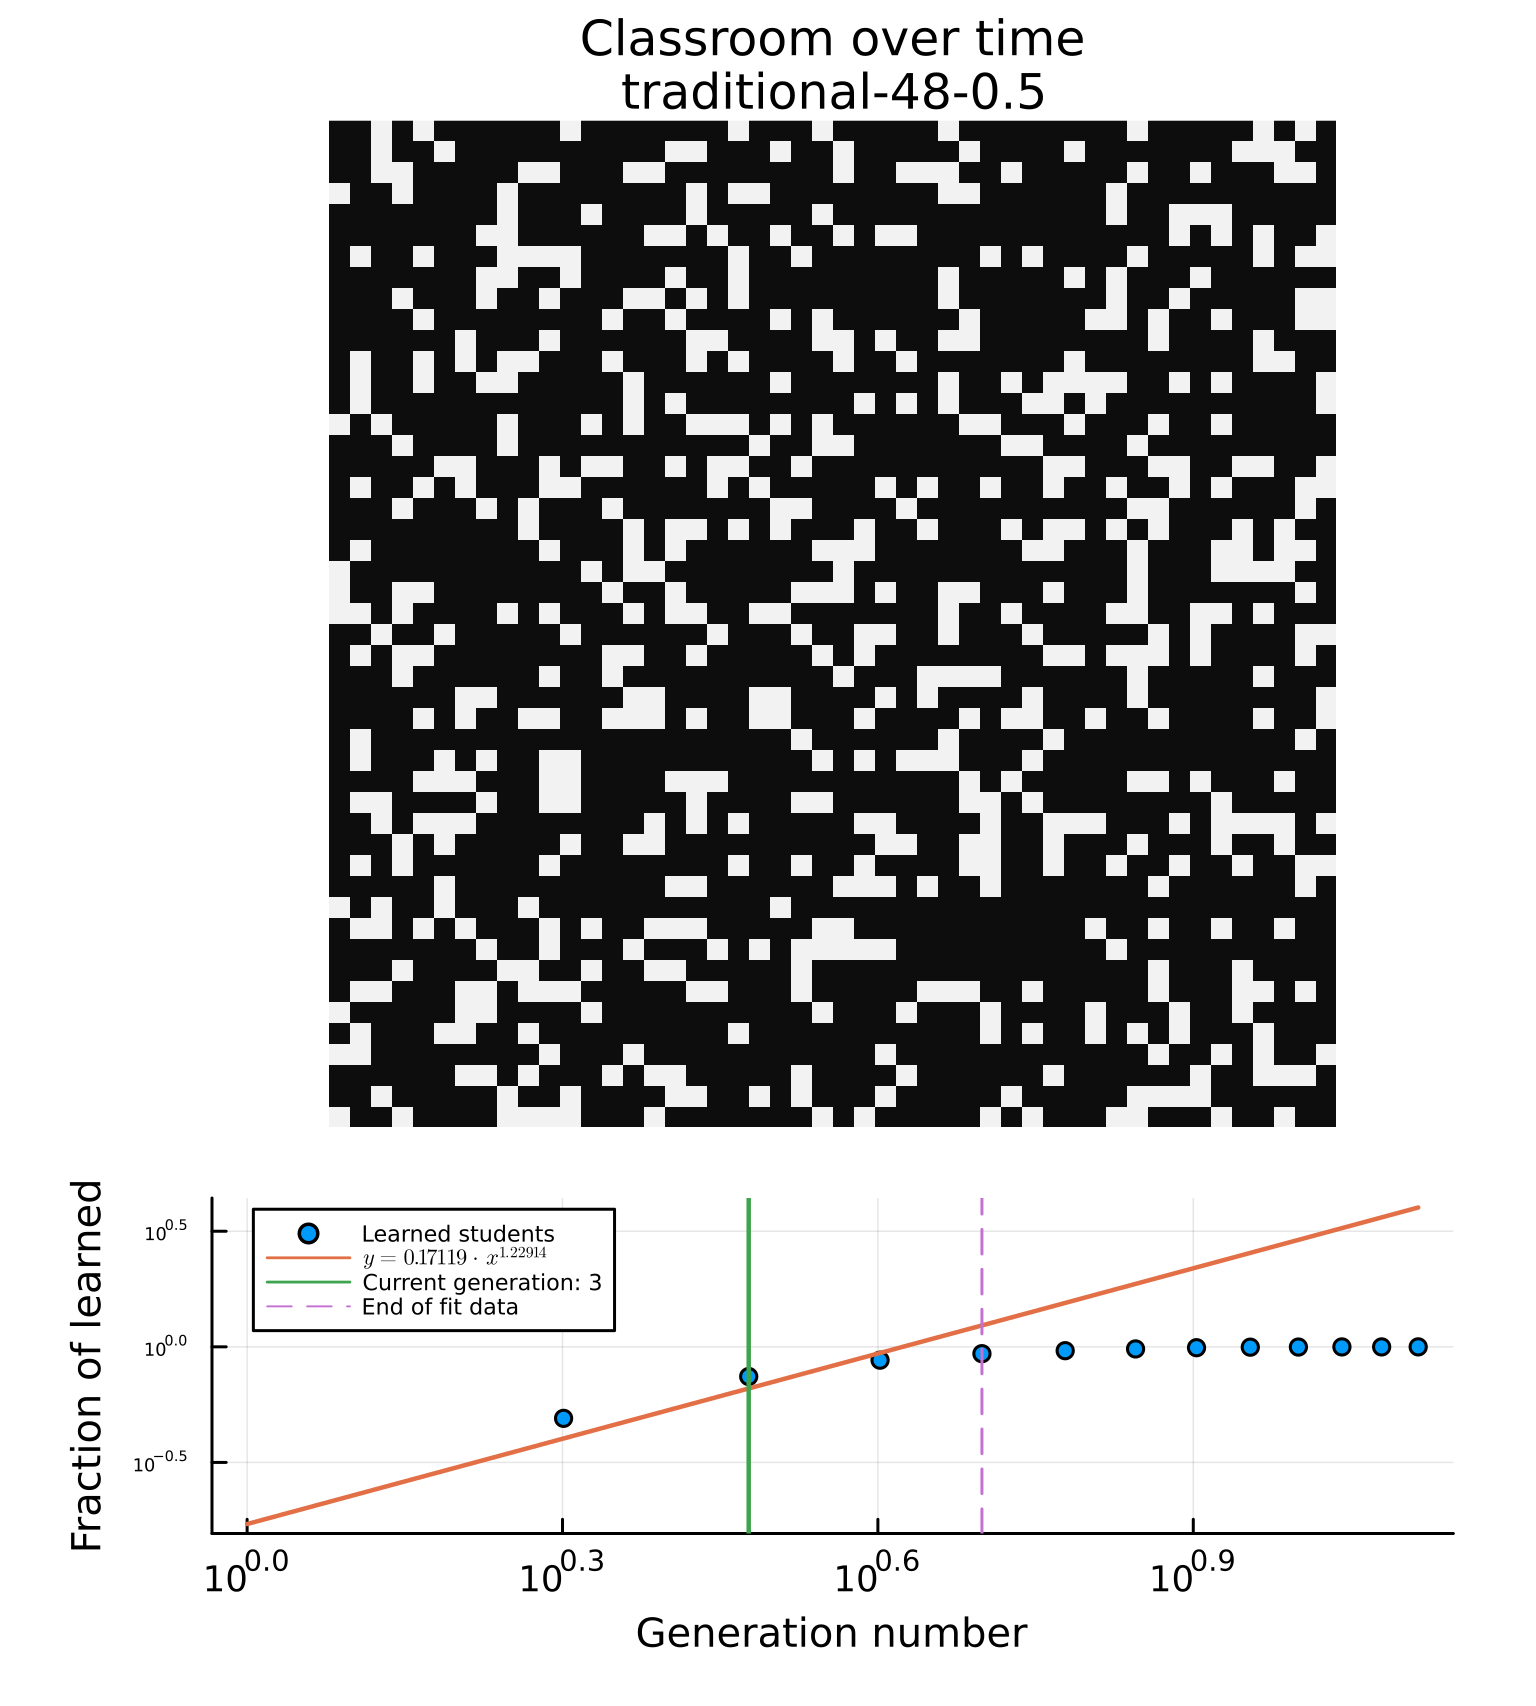 Classroom over time
traditional-48-0.5
Fraction of learned
10^0.5
10^0.0
10^−0.5
Learned students
y = 0.17119 · x^1.22914
Current generation: 3
End of fit data
10^0.0 10^0.3 10^0.6 10^0.9
Generation number